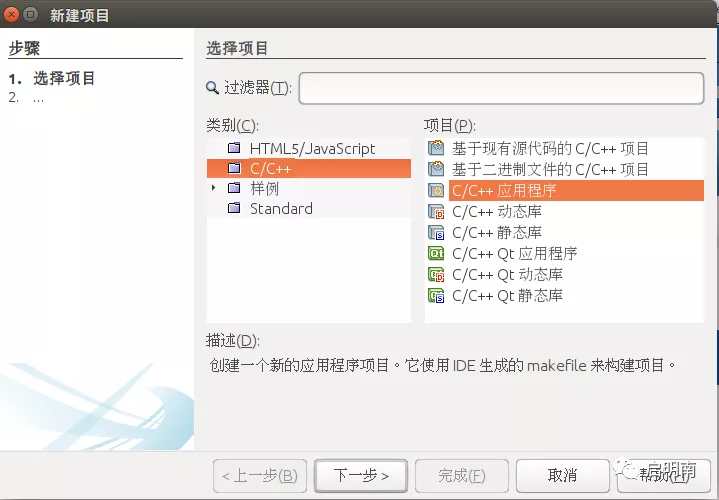 新建项目
步骤
1. 选择项目
2. ...
选择项目
过滤器(T):
类别(C):
HTML5/JavaScript
C/C++
样例
Standard
项目(P):
基于现有源代码的 C/C++ 项目
基于二进制文件的 C/C++ 项目
C/C++ 应用程序
C/C++ 动态库
C/C++ 静态库
C/C++ Qt 应用程序
C/C++ Qt 动态库
C/C++ Qt 静态库
描述(D):
创建一个新的应用程序项目。它使用 IDE 生成的 makefile 来构建项目。
< 上一步(B)
下一步 >
完成(F)
取消
帮助(H)
启明南